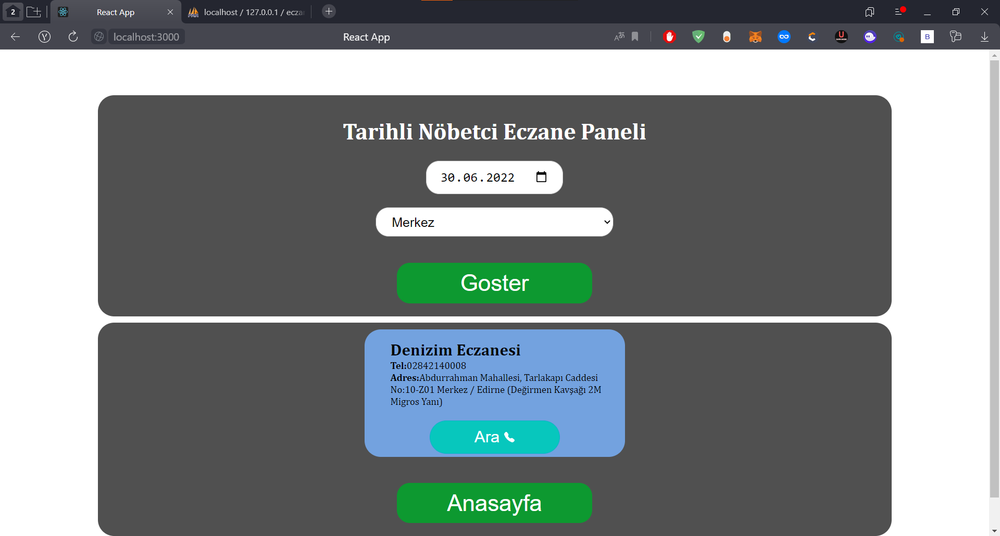 2
React App
localhost / 127.0.0.1 / ecza
localhost:3000
React App
B
Tarihli Nöbetci Eczane Paneli
30.06.2022
Merkez
Goster
Denizim Eczanesi
Tel:02842140008
Adres:Abdurrahman Mahallesi, Tarlakapı Caddesi
No:10-Z01 Merkez / Edirne (Değirmen Kavşağı 2M
Migros Yanı)
Ara
Anasayfa